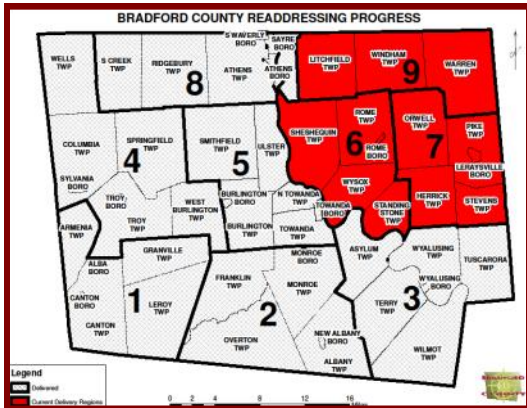 BRADFORD COUNTY READDRESSING PROGRESS
WELLS
TWP
S CREEK
TWP
RIDGEBURY
TWP
S WAVERLY
BORO
SAYRE
BORO
ATHENS
TWP
ATHENS
BORO
8
LITCHFIELD
TWP
WINDHAM
TWP
WARREN
TWP
9
COLUMBIA
TWP
SPRINGFIELD
TWP
4
SYLVANIA
BORO
TROY
BORO
TROY
TWP
WEST
BURLINGTON
TWP
ARMENIA
TWP
SMITHFIELD
TWP
ULSTER
TWP
5
BURLINGTON
BORO
N TOWANDA
TWP
BURLINGTON
TWP
TOWANDA
TWP
TOWANDA
BORO
SHESHEQUIN
TWP
ROME
TWP
6
ROME
BORO
WYSOX
TWP
STANDING
STONE
TWP
ORWELL
TWP
PIKE
TWP
7
LERAYSVILLE
BORO
HERRICK
TWP
STEVENS
TWP
GRANVILLE
TWP
ALBA
BORO
CANTON
BORO
1
LEROY
TWP
CANTON
TWP
MONROE
BORO
FRANKLIN
TWP
MONROE
TWP
2
OVERTON
TWP
NEW ALBANY
BORO
ALBANY
TWP
ASYLUM
TWP
WYALUSING
TWP
TUSCARORA
TWP
WYALUSING
BORO
TERRY
TWP
3
WILMOT
TWP
Legend
Delivered
Current Delivery Regions
0 2 4 8 12 16